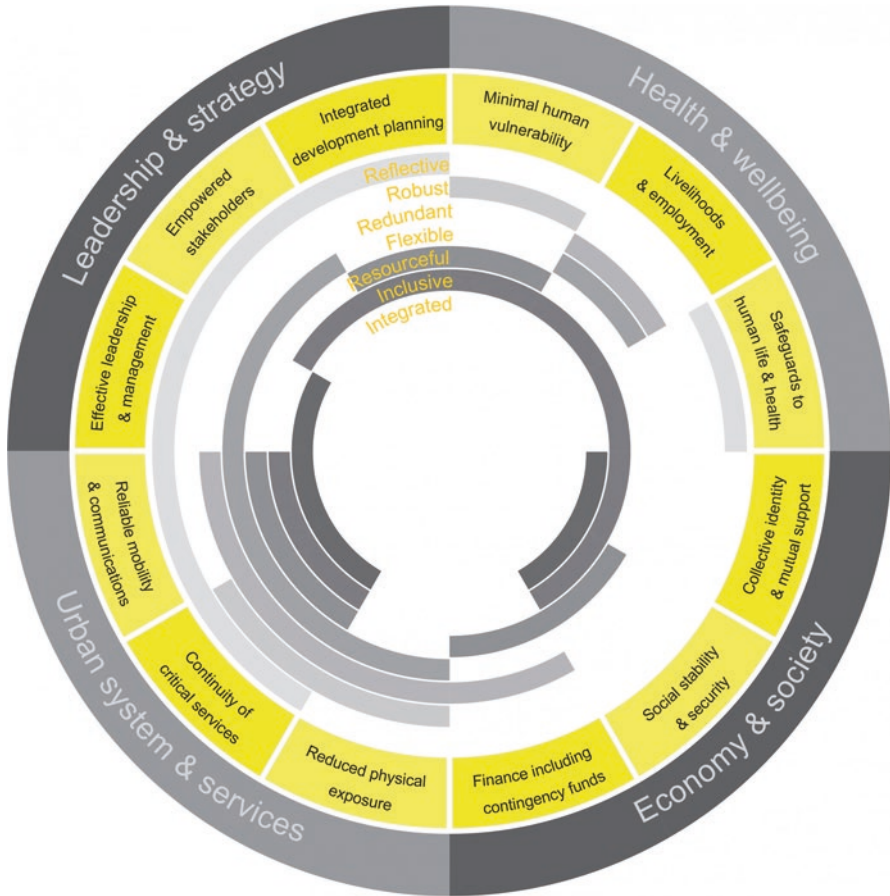 Leadership & strategy
Health & wellbeing
Economy & society
Urban system & services
Integrated
development planning
Minimal human
vulnerability
Livelihoods
& employment
Safeguards to
human life & health
Collective identity
& mutual support
Social stability
& security
Finance including
contingency funds
Reduced physical
exposure
Continuity of
critical services
Reliable mobility
& communications
Effective leadership
& management
Empowered
stakeholders
Reflective
Robust
Redundant
Flexible
Resourceful
Inclusive
Integrated